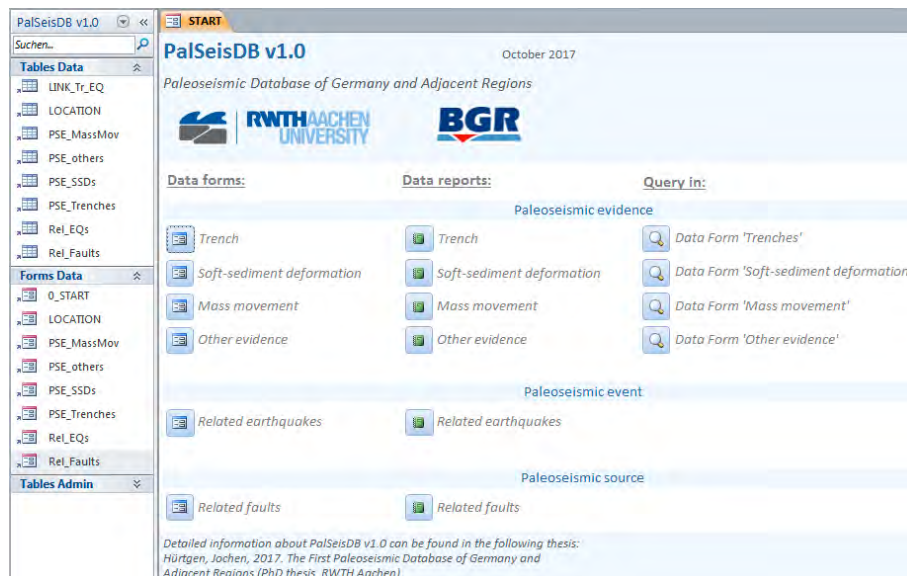 PalSeisDB v1.0
Suchen...
Tables Data
LINK_Tr_EQ
LOCATION
PSE_MassMov
PSE_others
PSE_SSDs
PSE_Trenches
Rel_EQs
Rel_Faults
Forms Data
0_START
LOCATION
PSE_MassMov
PSE_others
PSE_SSDs
PSE_Trenches
Rel_EQs
Rel_Faults
Tables Admin
START
PalSeisDB v1.0 October 2017
Paleoseismic Database of Germany and Adjacent Regions
RWTHAACHEN
UNIVERSITY
BGR
Data forms: Data reports: Query in:
Paleoseismic evidence
Trench Trench Data Form 'Trenches'
Soft-sediment deformation Soft-sediment deformation Data Form 'Soft-sediment deformation
Mass movement Mass movement Data Form 'Mass movement'
Other evidence Other evidence Data Form 'Other evidence'
Paleoseismic event
Related earthquakes Related earthquakes
Paleoseismic source
Related faults Related faults
Detailed information about PalSeisDB v1.0 can be found in the following thesis:
Hürtgen, Jochen, 2017. The First Paleoseismic Database of Germany and
Adjacent Regions (PhD thesis, RWTH Aachen)